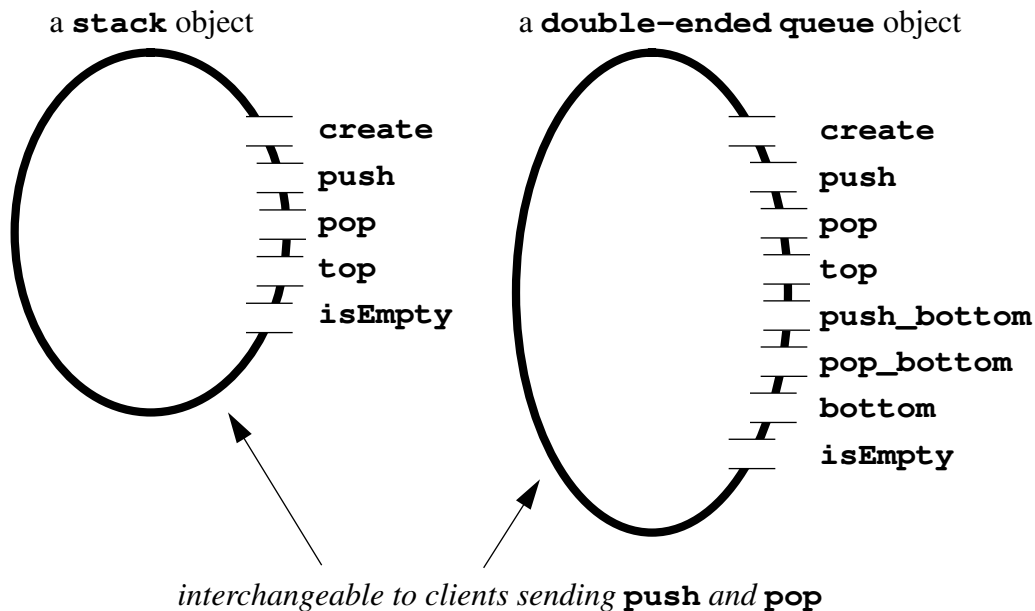 a stack object
create
push
pop
top
isEmpty
a double-ended queue object
create
push
pop
top
push_bottom
pop_bottom
bottom
isEmpty
interchangeable to clients sending push and pop